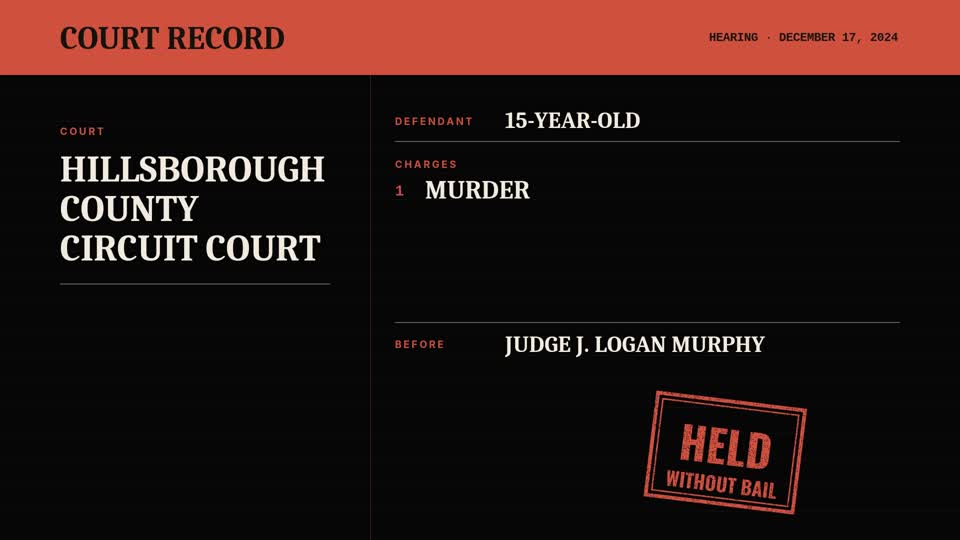 COURT RECORD
HEARING · DECEMBER 17, 2024
COURT
HILLSBOROUGH
COUNTY
CIRCUIT COURT
DEFENDANT 15-YEAR-OLD
CHARGES
1 MURDER
BEFORE JUDGE J. LOGAN MURPHY
HELD
WITHOUT BAIL